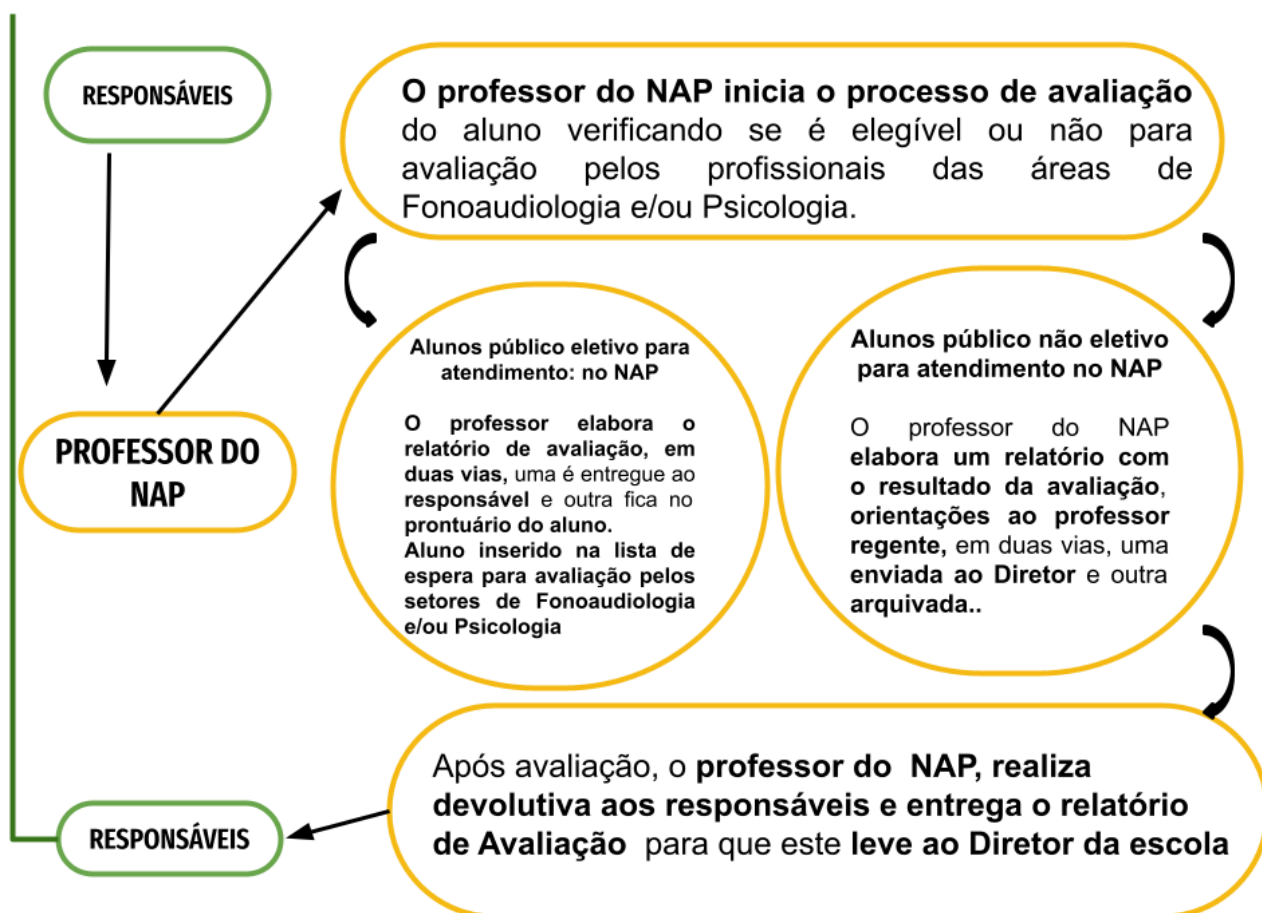 RESPONSÁVEIS
O professor do NAP inicia o processo de avaliação
do aluno verificando se é elegível ou não para
avaliação pelos profissionais das áreas de
Fonoaudiologia e/ou Psicologia.
PROFESSOR DO
NAP
Alunos público eletivo para
atendimento: no NAP
O professor elabora o
relatório de avaliação, em
duas vias, uma é entregue ao
responsável e outra fica no
prontuário do aluno.
Aluno inserido na lista de
espera para avaliação pelos
setores de Fonoaudiologia
e/ou Psicologia
Alunos público não eletivo
para atendimento no NAP
O professor do NAP
elabora um relatório com
o resultado da avaliação,
orientações ao professor
regente, em duas vias, uma
enviada ao Diretor e outra
arquivada..
Após avaliação, o professor do NAP, realiza
devolutiva aos responsáveis e entrega o relatório
de Avaliação para que este leve ao Diretor da escola
RESPONSÁVEIS